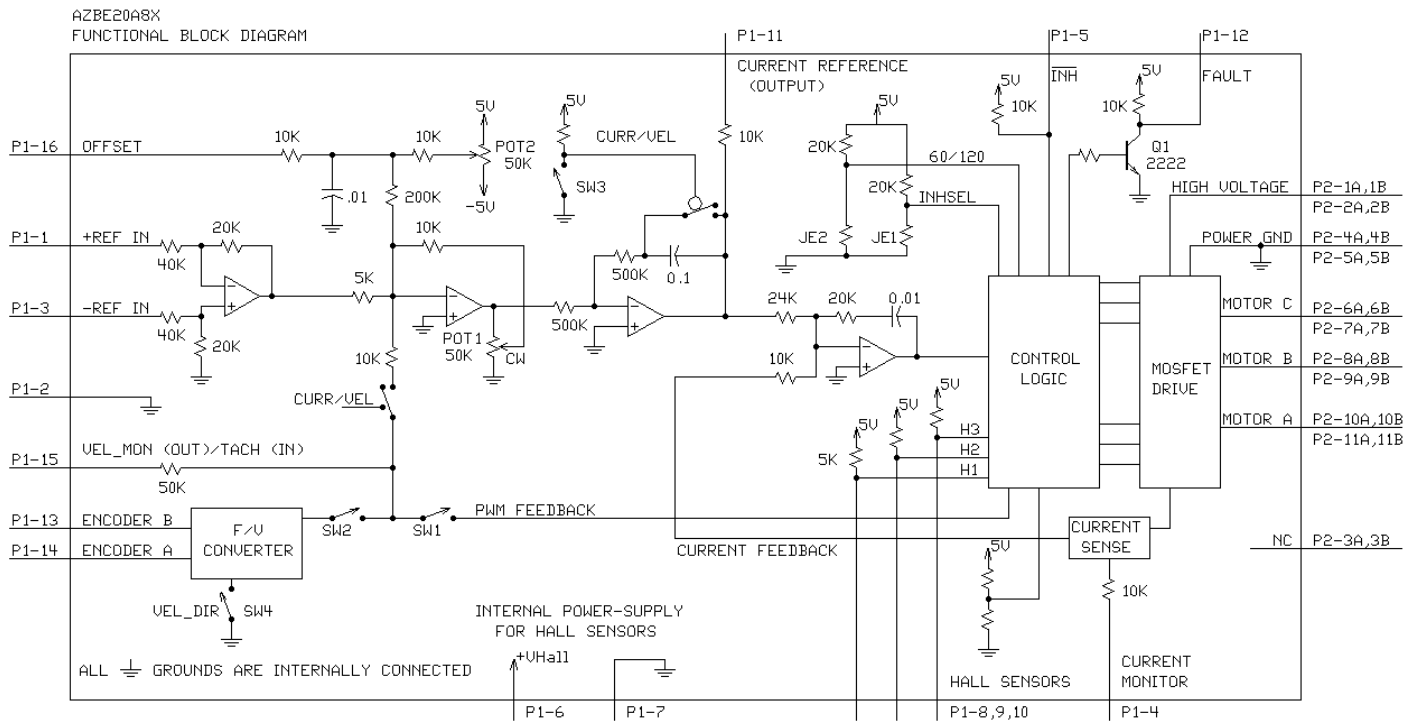 AZBE20A8X
FUNCTIONAL BLOCK DIAGRAM
P1-11
P1-5
P1-12
CURRENT REFERENCE
(OUTPUT)
INH
FAULT
5V
10K
5V
10K
5V
5V
5V
P1-16
OFFSET
10K
10K
POT2
50K
-5V
.01
200K
CURR/VEL
SW3
10K
20K
60/120
20K
INHSEL
JE2
JE1
Q1
2222
HIGH VOLTAGE
P2-1A,1B
P2-2A,2B
P1-1
+REF IN
40K
20K
10K
500K
0.1
POWER GND
P2-4A,4B
P2-5A,5B
P1-3
-REF IN
40K
20K
5K
POT1
50K
CW
500K
24K
20K
0.01
10K
CONTROL
LOGIC
MOSFET
DRIVE
MOTOR C
P2-6A,6B
P2-7A,7B
MOTOR B
P2-8A,8B
P2-9A,9B
MOTOR A
P2-10A,10B
P2-11A,11B
10K
P1-2
CURR/VEL
5V
5V
5V
H3
H2
H1
5K
P1-15
VEL_MON (OUT)/TACH (IN)
50K
P1-13
ENCODER B
P1-14
ENCODER A
F/V
CONVERTER
SW2
SW1
PWM FEEDBACK
CURRENT FEEDBACK
CURRENT
SENSE
NC
P2-3A,3B
5V
10K
VEL_DIR
SW4
INTERNAL POWER-SUPPLY
FOR HALL SENSORS
+VHall
ALL
GROUNDS ARE INTERNALLY CONNECTED
HALL SENSORS
CURRENT
MONITOR
P1-6
P1-7
P1-8,9,10
P1-4